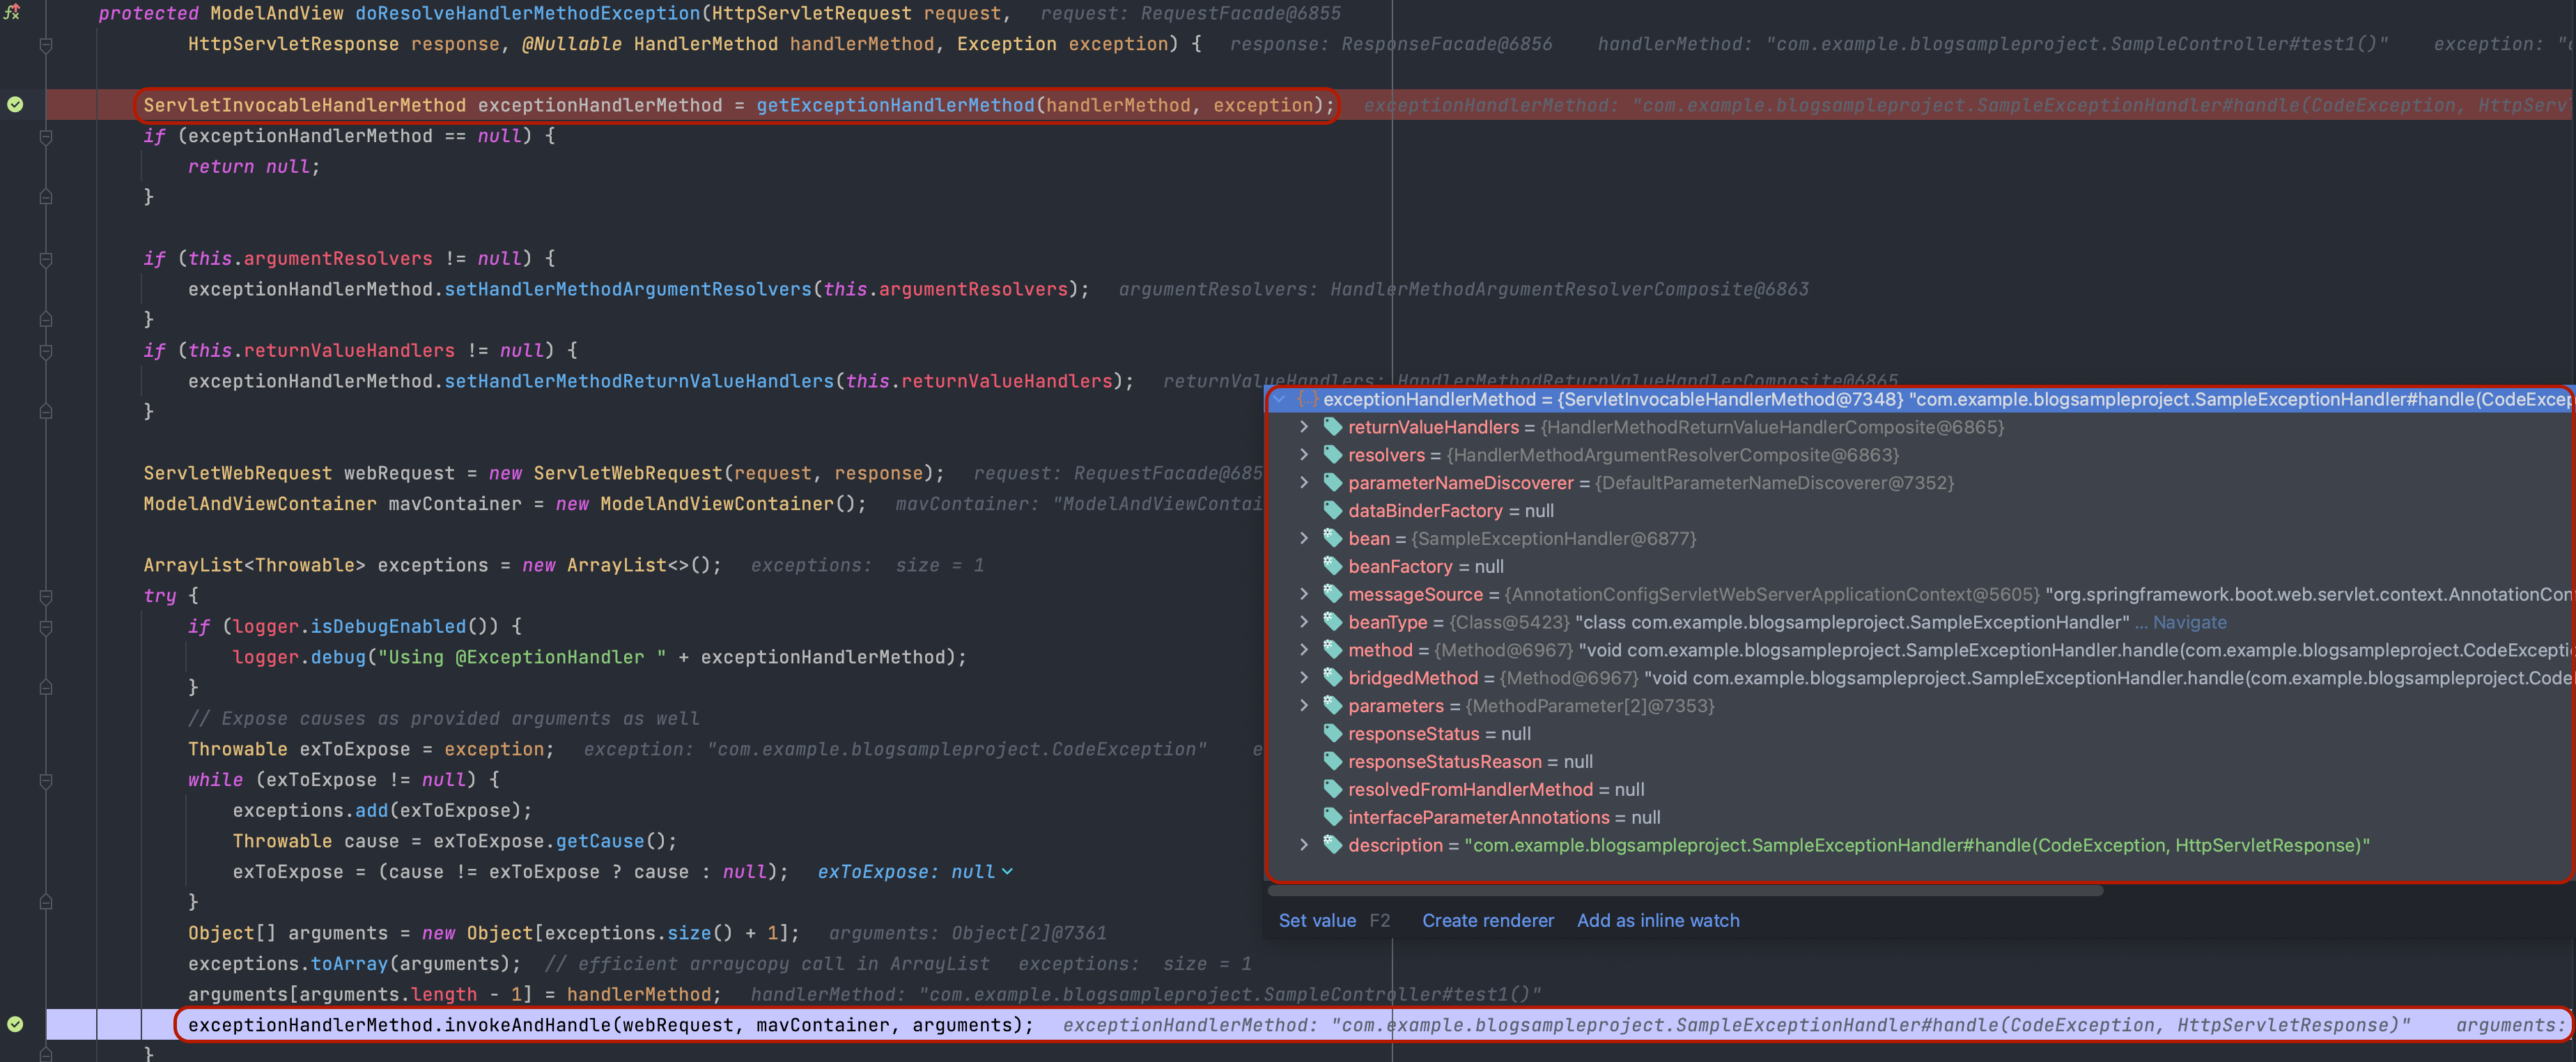 protected ModelAndView doResolveHandlerMethodException(HttpServletRequest request,   request: RequestFacade@6855
HttpServletResponse response, @Nullable HandlerMethod handlerMethod, Exception exception) {   response: ResponseFacade@6856   handlerMethod: "com.example.blogsampleproject.SampleController#test1()"   exception: "c
ServletInvocableHandlerMethod exceptionHandlerMethod = getExceptionHandlerMethod(handlerMethod, exception);   exceptionHandlerMethod: "com.example.blogsampleproject.SampleExceptionHandler#handle(CodeException, HttpServl
if (exceptionHandlerMethod == null) {
return null;
}
if (this.argumentResolvers != null) {
exceptionHandlerMethod.setHandlerMethodArgumentResolvers(this.argumentResolvers);   argumentResolvers: HandlerMethodArgumentResolverComposite@6863
}
if (this.returnValueHandlers != null) {
exceptionHandlerMethod.setHandlerMethodReturnValueHandlers(this.returnValueHandlers);   returnValueHandlers: HandlerMethodReturnValueHandlerComposite@6865
}
ServletWebRequest webRequest = new ServletWebRequest(request, response);   request: RequestFacade@685
ModelAndViewContainer mavContainer = new ModelAndViewContainer();   mavContainer: "ModelAndViewContai
ArrayList<Throwable> exceptions = new ArrayList<>();   exceptions:  size = 1
try {
if (logger.isDebugEnabled()) {
logger.debug("Using @ExceptionHandler " + exceptionHandlerMethod);
}
// Expose causes as provided arguments as well
Throwable exToExpose = exception;   exception: "com.example.blogsampleproject.CodeException"   e
while (exToExpose != null) {
exceptions.add(exToExpose);
Throwable cause = exToExpose.getCause();
exToExpose = (cause != exToExpose ? cause : null);   exToExpose: null
}
Object[] arguments = new Object[exceptions.size() + 1];   arguments: Object[2]@7361
exceptions.toArray(arguments);  // efficient arraycopy call in ArrayList   exceptions:  size = 1
arguments[arguments.length - 1] = handlerMethod;   handlerMethod: "com.example.blogsampleproject.SampleController#test1()"
exceptionHandlerMethod.invokeAndHandle(webRequest, mavContainer, arguments);   exceptionHandlerMethod: "com.example.blogsampleproject.SampleExceptionHandler#handle(CodeException, HttpServletResponse)"   arguments:
}
exceptionHandlerMethod = {ServletInvocableHandlerMethod@7348} "com.example.blogsampleproject.SampleExceptionHandler#handle(CodeExcep
returnValueHandlers = {HandlerMethodReturnValueHandlerComposite@6865}
resolvers = {HandlerMethodArgumentResolverComposite@6863}
parameterNameDiscoverer = {DefaultParameterNameDiscoverer@7352}
dataBinderFactory = null
bean = {SampleExceptionHandler@6877}
beanFactory = null
messageSource = {AnnotationConfigServletWebServerApplicationContext@5605} "org.springframework.boot.web.servlet.context.AnnotationCon
beanType = {Class@5423} "class com.example.blogsampleproject.SampleExceptionHandler" ... Navigate
method = {Method@6967} "void com.example.blogsampleproject.SampleExceptionHandler.handle(com.example.blogsampleproject.CodeExcepti
bridgedMethod = {Method@6967} "void com.example.blogsampleproject.SampleExceptionHandler.handle(com.example.blogsampleproject.CodeE
parameters = {MethodParameter[2]@7353}
responseStatus = null
responseStatusReason = null
resolvedFromHandlerMethod = null
interfaceParameterAnnotations = null
description = "com.example.blogsampleproject.SampleExceptionHandler#handle(CodeException, HttpServletResponse)"
Set value F2   Create renderer   Add as inline watch